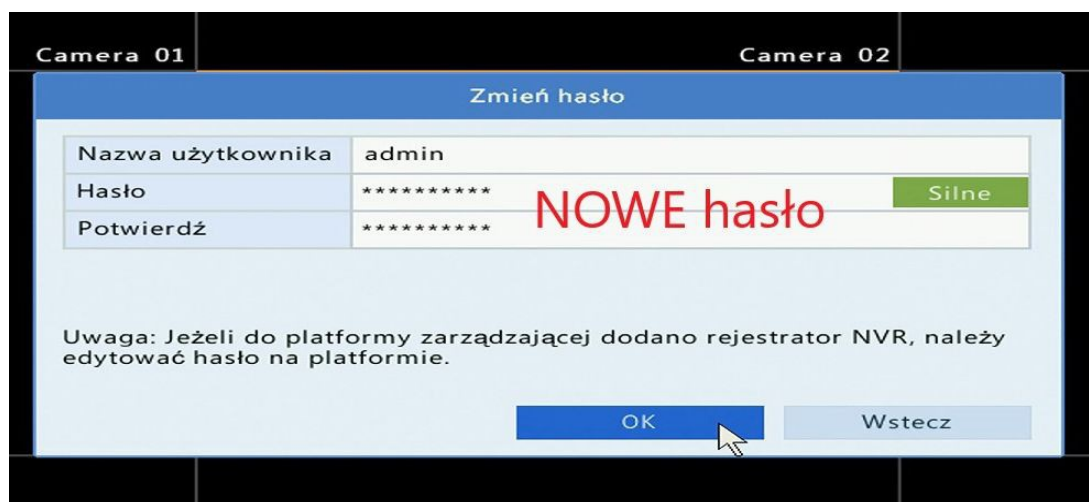 Camera 01
Camera 02
Zmień hasło
Nazwa użytkownika admin
Hasło ********** Silne
NOWE hasło
Potwierdź **********
Uwaga: Jeżeli do platformy zarządzającej dodano rejestrator NVR, należy
edytować hasło na platformie.
OK Wstecz